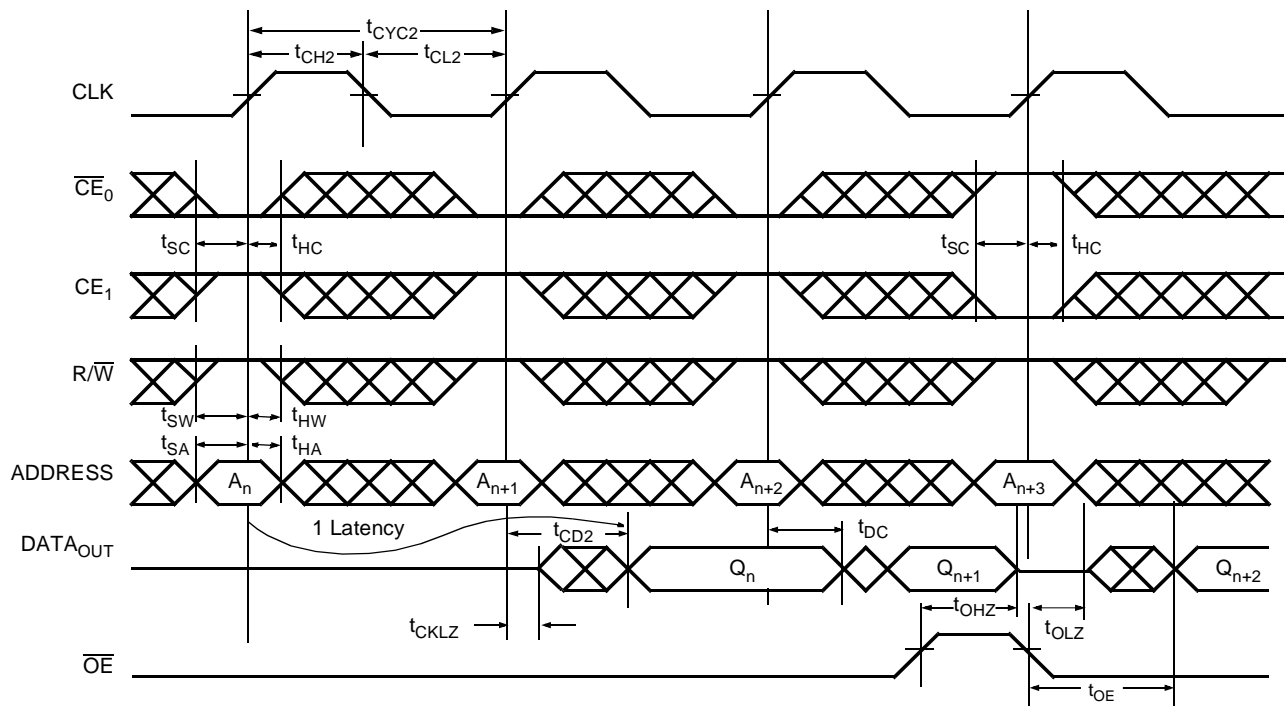 tCYC2
tCH2 tCL2
CLK
CE0
tSC tHC tSC tHC
CE1
R/W
tSW tHW
tSA tHA
ADDRESS An An+1 An+2 An+3
1 Latency tCD2 tDC
DATAOUT Qn Qn+1 Qn+2
tOHZ
tCKLZ tOLZ
OE
tOE